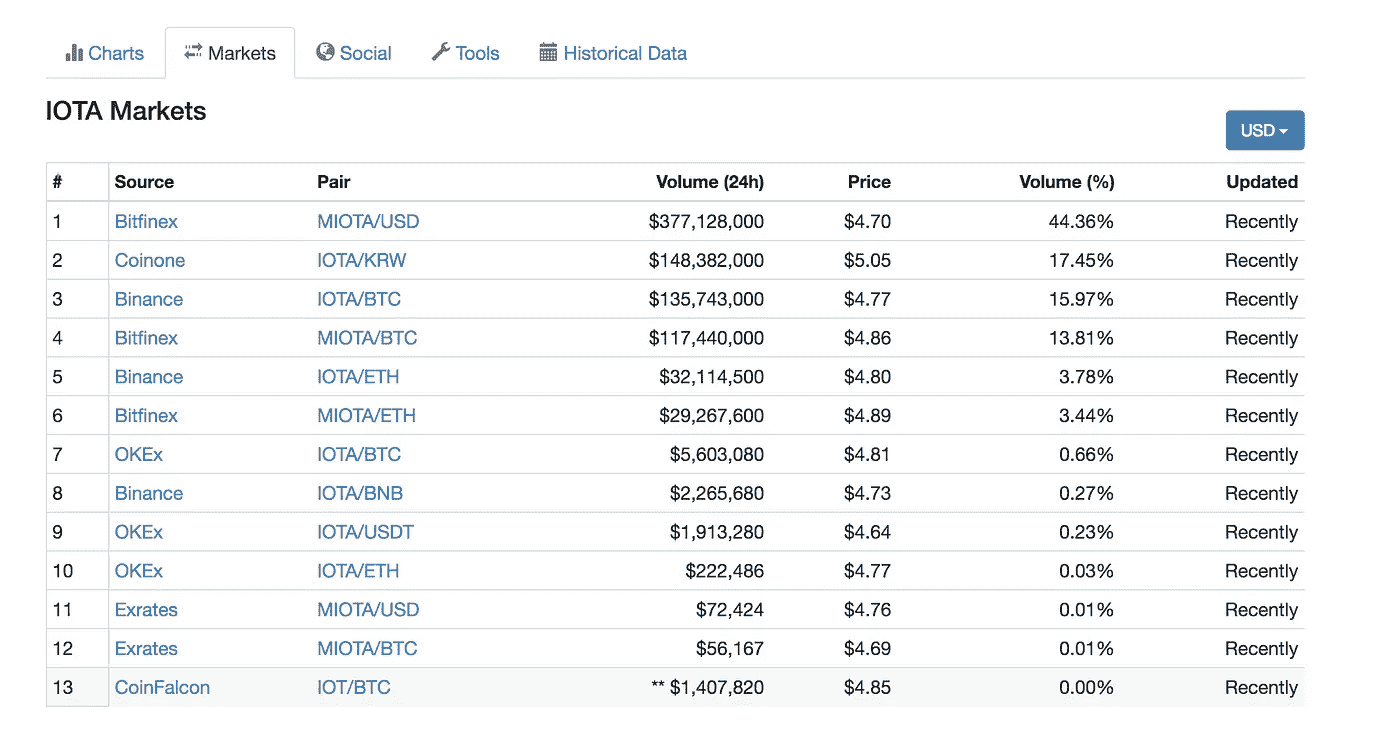 Charts Markets Social Tools Historical Data
IOTA Markets
USD
# Source Pair Volume (24h) Price Volume (%) Updated
1 Bitfinex MIOTA/USD $377,128,000 $4.70 44.36% Recently
2 Coinone IOTA/KRW $148,382,000 $5.05 17.45% Recently
3 Binance IOTA/BTC $135,743,000 $4.77 15.97% Recently
4 Bitfinex MIOTA/BTC $117,440,000 $4.86 13.81% Recently
5 Binance IOTA/ETH $32,114,500 $4.80 3.78% Recently
6 Bitfinex MIOTA/ETH $29,267,600 $4.89 3.44% Recently
7 OKEx IOTA/BTC $5,603,080 $4.81 0.66% Recently
8 Binance IOTA/BNB $2,265,680 $4.73 0.27% Recently
9 OKEx IOTA/USDT $1,913,280 $4.64 0.23% Recently
10 OKEx IOTA/ETH $222,486 $4.77 0.03% Recently
11 Exrates MIOTA/USD $72,424 $4.76 0.01% Recently
12 Exrates MIOTA/BTC $56,167 $4.69 0.01% Recently
13 CoinFalcon IOT/BTC ** $1,407,820 $4.85 0.00% Recently